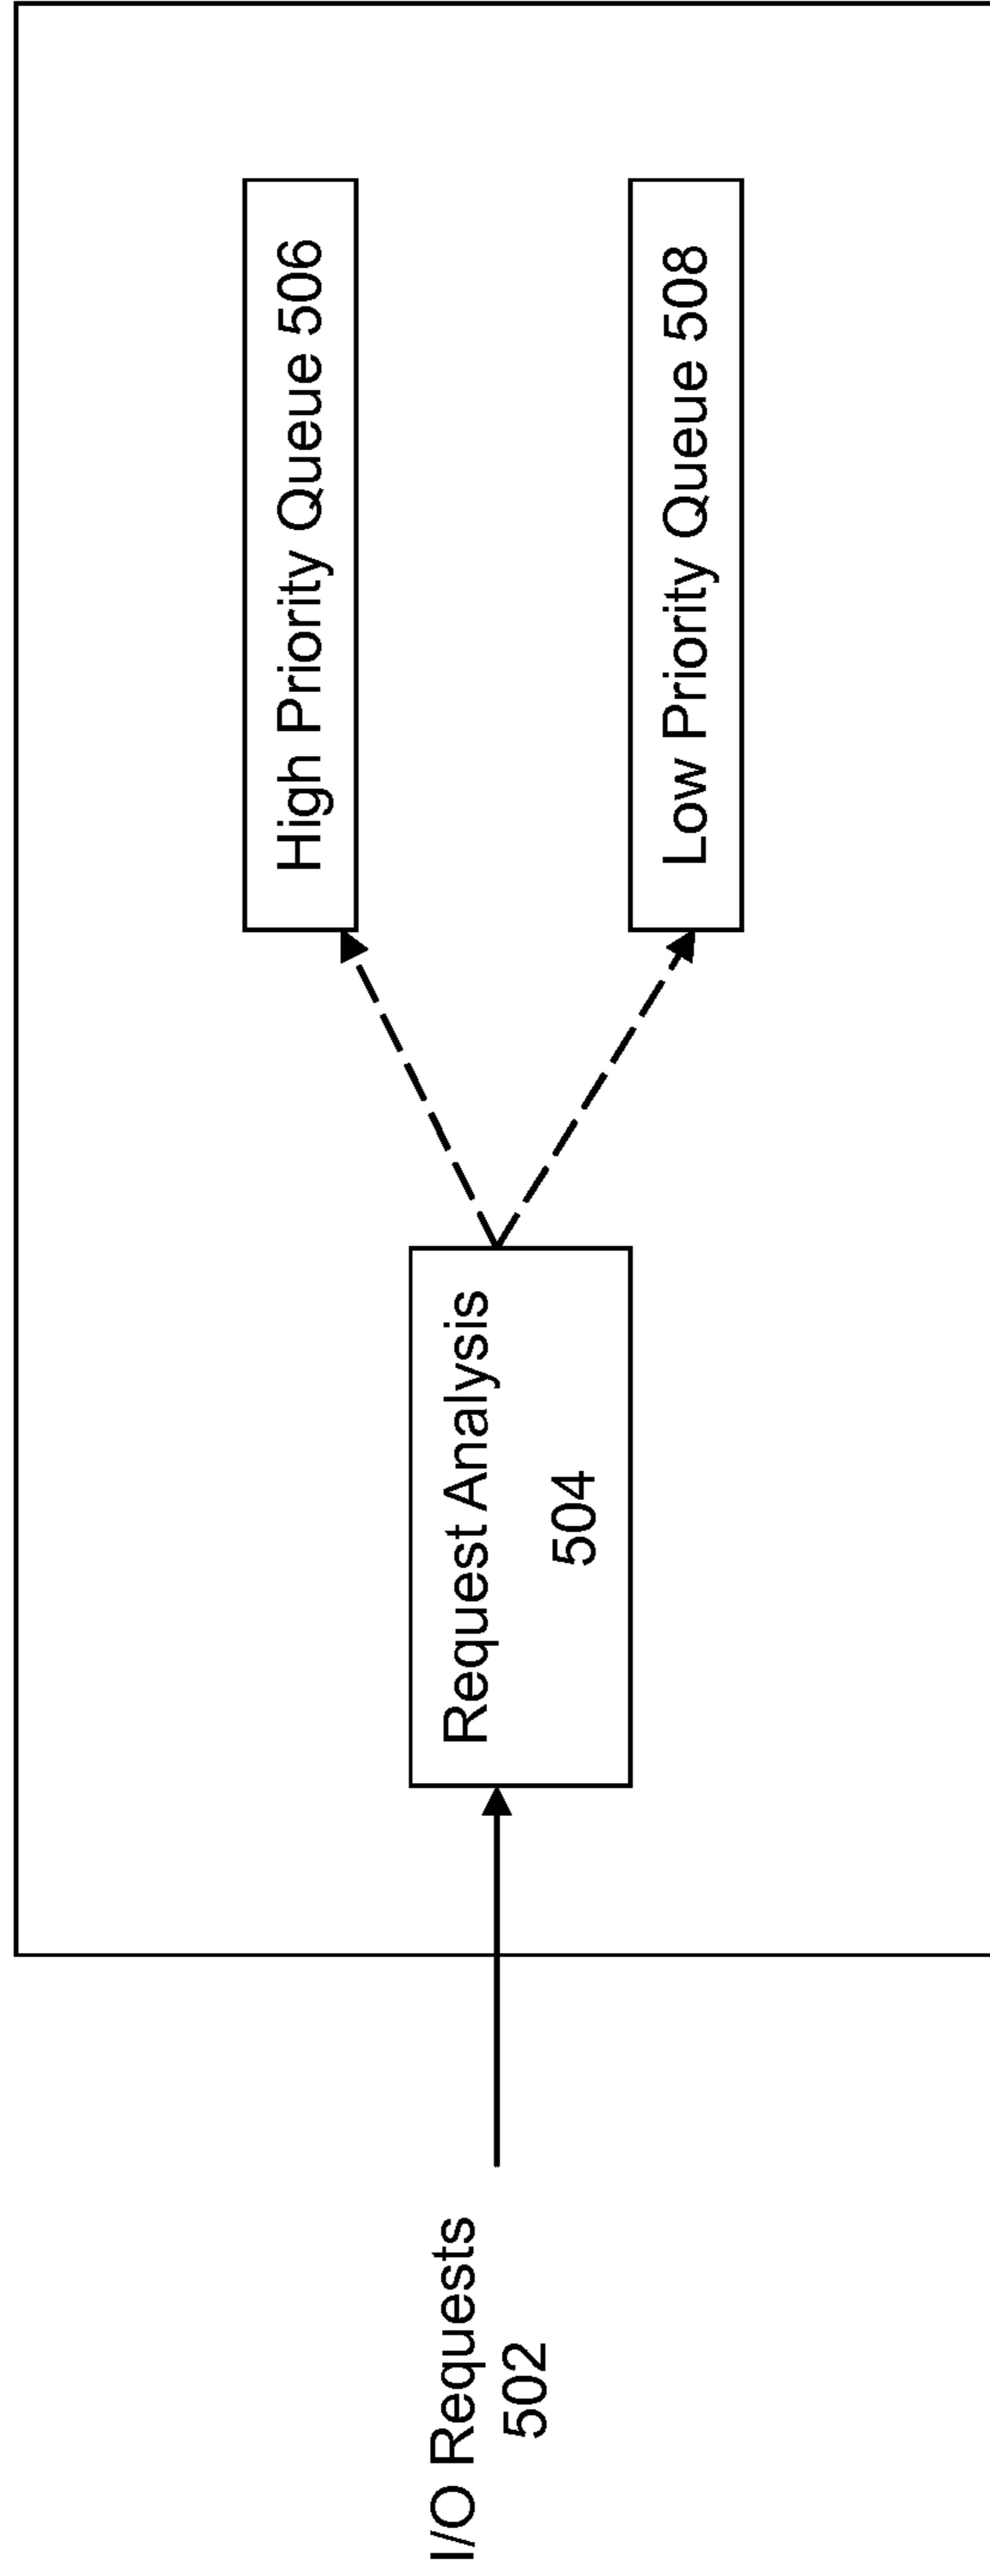 I/O Requests
502
Request Analysis
504
High Priority Queue 506
Low Priority Queue 508